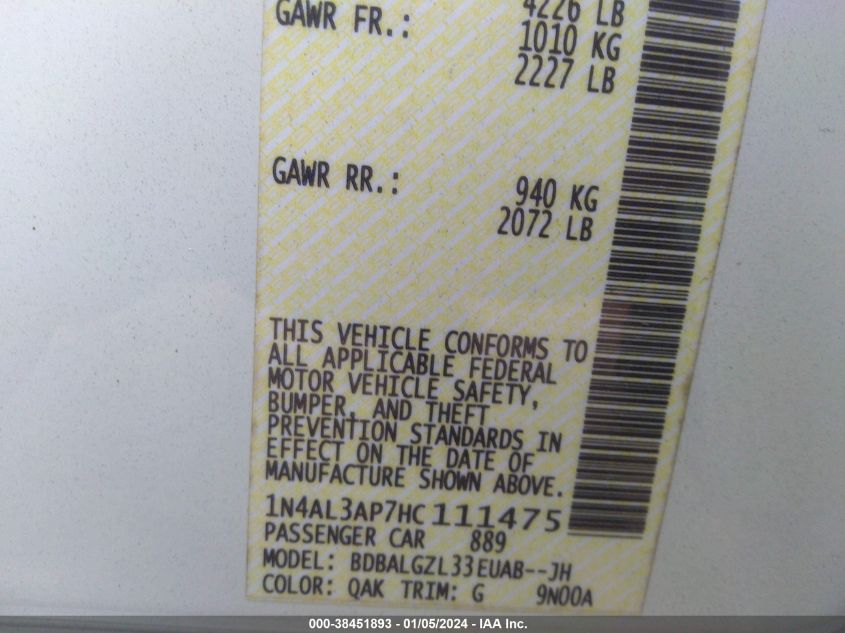 4226 LB
GAWR FR.: 1010 KG
2227 LB
GAWR RR.: 940 KG
2072 LB
THIS VEHICLE CONFORMS TO
ALL APPLICABLE FEDERAL
MOTOR VEHICLE SAFETY,
BUMPER, AND THEFT
PREVENTION STANDARDS IN
EFFECT ON THE DATE OF
MANUFACTURE SHOWN ABOVE.
1N4AL3AP7HC111475
PASSENGER CAR 889
MODEL: BDBALGZL33EUAB--JH
COLOR: QAK TRIM: G 9N00A
000-38451893 - 01/05/2024 - IAA Inc.